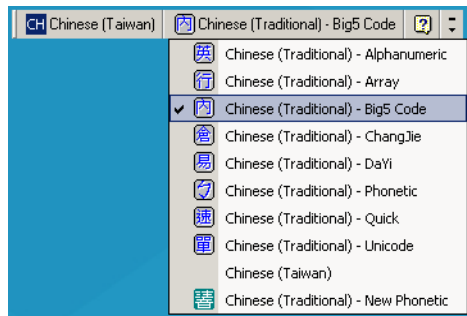 CH Chinese (Taiwan) 內 Chinese (Traditional) - Big5 Code ?
英 Chinese (Traditional) - Alphanumeric
行 Chinese (Traditional) - Array
內 Chinese (Traditional) - Big5 Code
倉 Chinese (Traditional) - ChangJie
易 Chinese (Traditional) - DaYi
ㄅ Chinese (Traditional) - Phonetic
速 Chinese (Traditional) - Quick
單 Chinese (Traditional) - Unicode
Chinese (Taiwan)
Chinese (Traditional) - New Phonetic